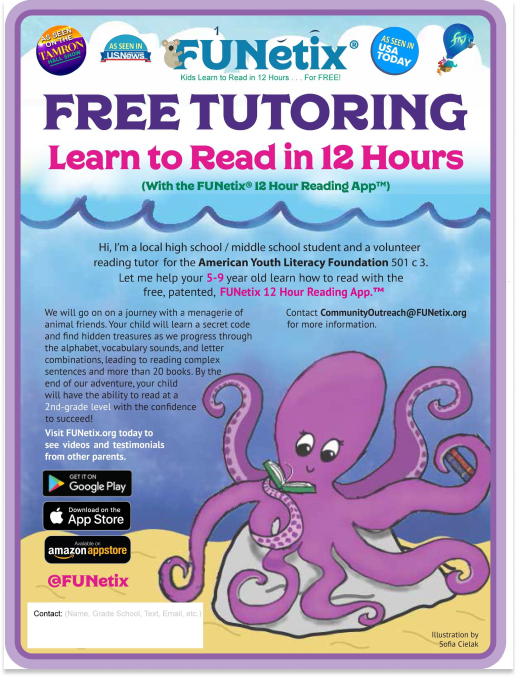 1
AS SEEN
ON THE
TAMRON
HALL SHOW
AS SEEN IN
U.S.News
FUNetix®
AS SEEN IN
USA
TODAY
Kids Learn to Read in 12 Hours . . . For FREE!
FREE TUTORING
Learn to Read in 12 Hours
(With the FUNetix® 12 Hour Reading App™)
Hi, I'm a local high school / middle school student and a volunteer
reading tutor for the American Youth Literacy Foundation 501 c 3.
Let me help your 5-9 year old learn how to read with the
free, patented, FUNetix 12 Hour Reading App.™
We will go on on a journey with a menagerie of
animal friends. Your child will learn a secret code
and find hidden treasures as we progress through
the alphabet, vocabulary sounds, and letter
combinations, leading to reading complex
sentences and more than 20 books. By the
end of our adventure, your child
will have the ability to read at a
2nd-grade level with the confidence
to succeed!
Contact CommunityOutreach@FUNetix.org
for more information.
Visit FUNetix.org today to
see videos and testimonials
from other parents.
GET IT ON
Google Play
Download on the
App Store
Available on
amazon appstore
@FUNetix
Contact: (Name, Grade School, Text, Email, etc.)
Illustration by
Sofia Cielak